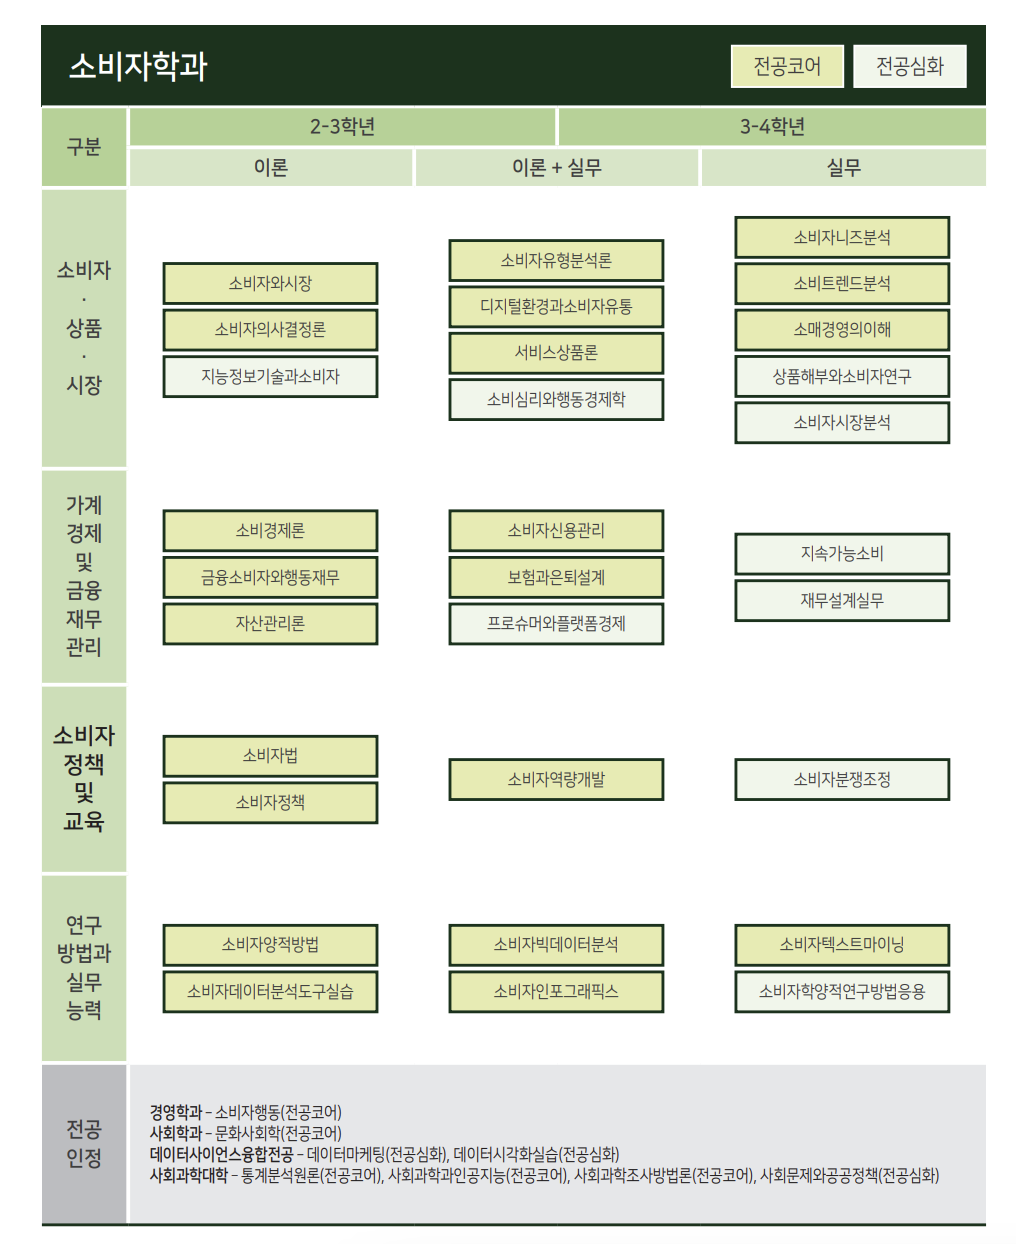 소비자학과
전공코어
전공심화
구분
2-3학년
3-4학년
이론
이론 + 실무
실무
소비자
·
상품
·
시장
소비자와시장
소비자의사결정론
지능정보기술과소비자
소비자유형분석론
디지털환경과소비자유통
서비스상품론
소비심리와행동경제학
소비자니즈분석
소비트렌드분석
소매경영의이해
상품해부와소비자연구
소비자시장분석
가계
경제
및
금융
재무
관리
소비경제론
금융소비자와행동재무
자산관리론
소비자신용관리
보험과은퇴설계
프로슈머와플랫폼경제
지속가능소비
재무설계실무
소비자
정책
및
교육
소비자법
소비자정책
소비자역량개발
소비자분쟁조정
연구
방법과
실무
능력
소비자양적방법
소비자데이터분석도구실습
소비자빅데이터분석
소비자인포그래픽스
소비자텍스트마이닝
소비자학양적연구방법응용
전공
인정
경영학과 – 소비자행동(전공코어)
사회학과 – 문화사회학(전공코어)
데이터사이언스융합전공 – 데이터마케팅(전공심화), 데이터시각화실습(전공심화)
사회과학대학 – 통계분석원론(전공코어), 사회과학과인공지능(전공코어), 사회과학조사방법론(전공코어), 사회문제와공공정책(전공심화)